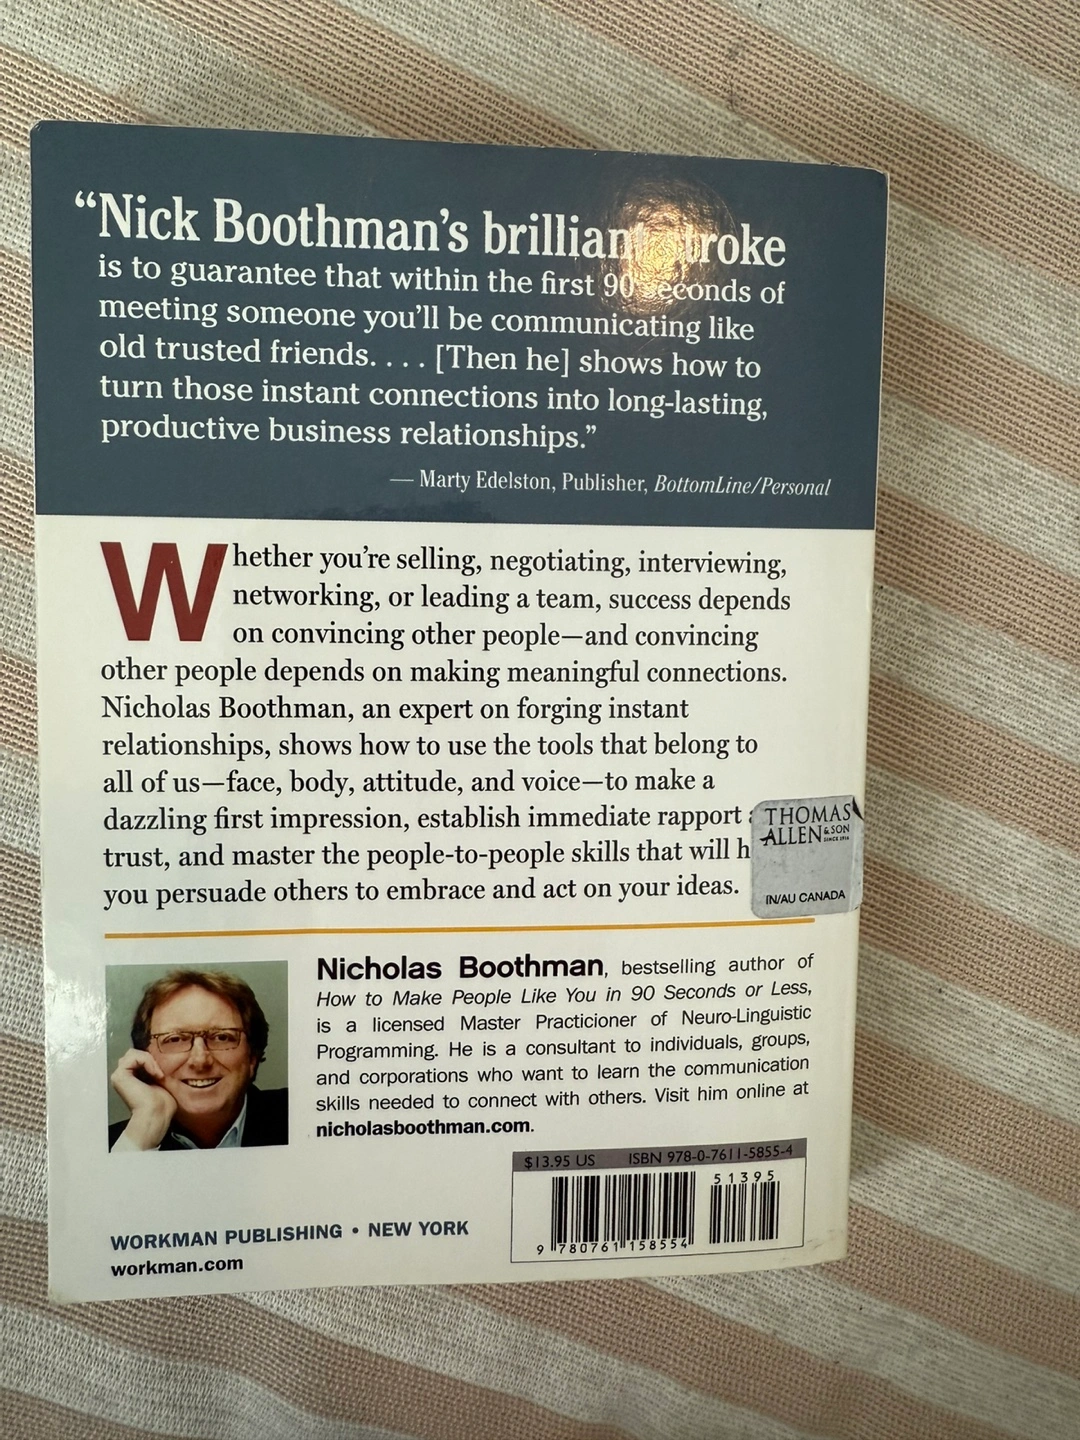 “Nick Boothman’s brilliant stroke
is to guarantee that within the first 90 seconds of
meeting someone you’ll be communicating like
old trusted friends. . . . [Then he] shows how to
turn those instant connections into long-lasting,
productive business relationships.”
— Marty Edelston, Publisher, BottomLine/Personal
Whether you’re selling, negotiating, interviewing,
networking, or leading a team, success depends
on convincing other people—and convincing
other people depends on making meaningful connections.
Nicholas Boothman, an expert on forging instant
relationships, shows how to use the tools that belong to
all of us—face, body, attitude, and voice—to make a
dazzling first impression, establish immediate rapport
trust, and master the people-to-people skills that will h
you persuade others to embrace and act on your ideas.
THOMAS
ALLEN & SON
SINCE 1916
IN/AU CANADA
Nicholas Boothman, bestselling author of
How to Make People Like You in 90 Seconds or Less,
is a licensed Master Practicioner of Neuro-Linguistic
Programming. He is a consultant to individuals, groups,
and corporations who want to learn the communication
skills needed to connect with others. Visit him online at
nicholasboothman.com.
$13.95 US ISBN 978-0-7611-5855-4
51395
9 780761 158554
WORKMAN PUBLISHING • NEW YORK
workman.com